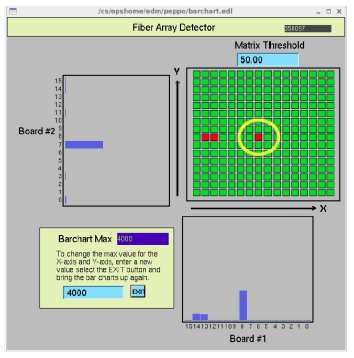 /cs/opshome/edm/peppo/barchart.edl
Fiber Array Detector
358097
Matrix Threshold
50.00
Y
15
14
13
12
11
10
9
8
7
6
5
4
3
2
1
0
Board #2
X
Barchart Max
4000
To change the max value for the
X-axis and Y-axis, enter a new
value select the EXIT button and
bring the bar charts up again.
4000
EXIT
15 14 13 12 11 10 9 8 7 6 5 4 3 2 1 0
Board #1